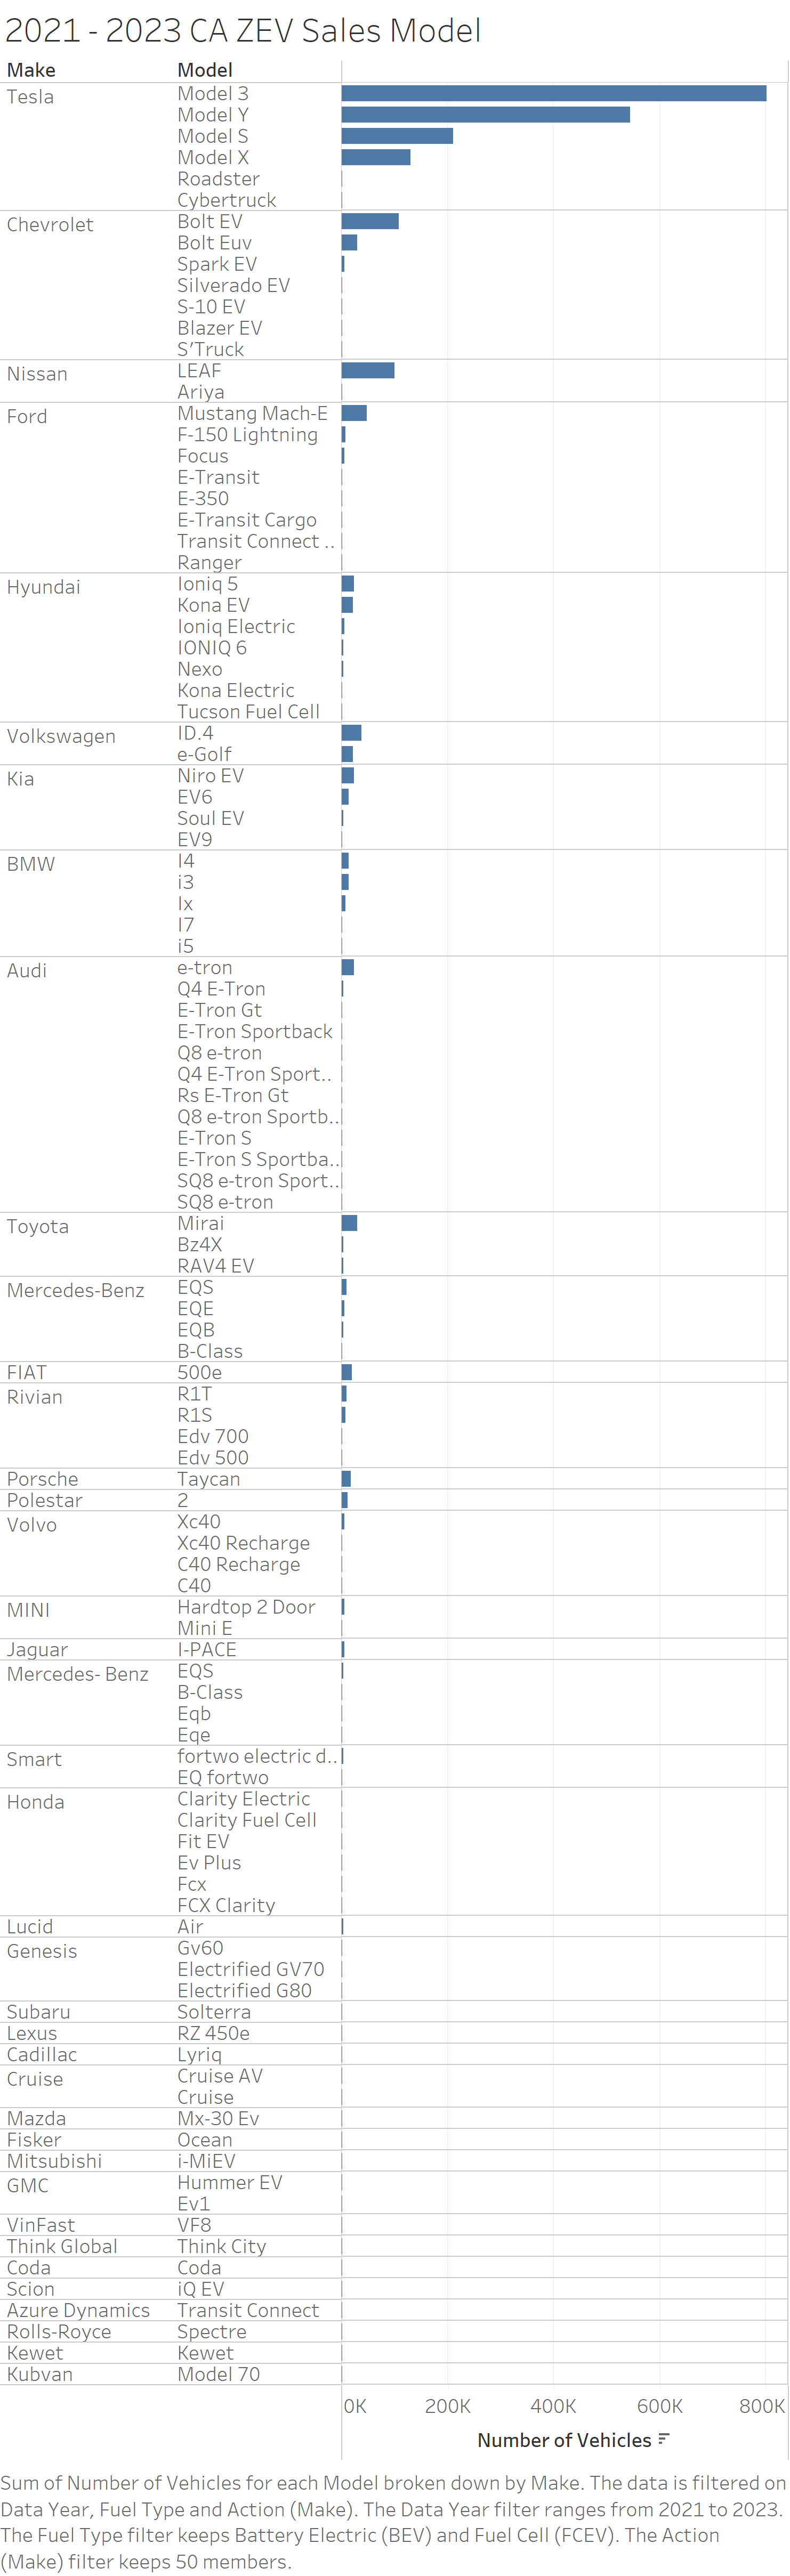 2021 - 2023 CA ZEV Sales Model
Make Model
Tesla Model 3
Model Y
Model S
Model X
Roadster
Cybertruck
Chevrolet Bolt EV
Bolt Euv
Spark EV
Silverado EV
S-10 EV
Blazer EV
S’Truck
Nissan LEAF
Ariya
Ford Mustang Mach-E
F-150 Lightning
Focus
E-Transit
E-350
E-Transit Cargo
Transit Connect ..
Ranger
Hyundai Ioniq 5
Kona EV
Ioniq Electric
IONIQ 6
Nexo
Kona Electric
Tucson Fuel Cell
Volkswagen ID.4
e-Golf
Kia Niro EV
EV6
Soul EV
EV9
BMW I4
i3
Ix
I7
i5
Audi e-tron
Q4 E-Tron
E-Tron Gt
E-Tron Sportback
Q8 e-tron
Q4 E-Tron Sport..
Rs E-Tron Gt
Q8 e-tron Sportb..
E-Tron S
E-Tron S Sportba..
SQ8 e-tron Sport..
SQ8 e-tron
Toyota Mirai
Bz4X
RAV4 EV
Mercedes-Benz EQS
EQE
EQB
B-Class
FIAT 500e
Rivian R1T
R1S
Edv 700
Edv 500
Porsche Taycan
Polestar 2
Volvo Xc40
Xc40 Recharge
C40 Recharge
C40
MINI Hardtop 2 Door
Mini E
Jaguar I-PACE
Mercedes- Benz EQS
B-Class
Eqb
Eqe
Smart fortwo electric d..
EQ fortwo
Honda Clarity Electric
Clarity Fuel Cell
Fit EV
Ev Plus
Fcx
FCX Clarity
Lucid Air
Genesis Gv60
Electrified GV70
Electrified G80
Subaru Solterra
Lexus RZ 450e
Cadillac Lyriq
Cruise Cruise AV
Cruise
Mazda Mx-30 Ev
Fisker Ocean
Mitsubishi i-MiEV
GMC Hummer EV
Ev1
VinFast VF8
Think Global Think City
Coda Coda
Scion iQ EV
Azure Dynamics Transit Connect
Rolls-Royce Spectre
Kewet Kewet
Kubvan Model 70
0K 200K 400K 600K 800K
Number of Vehicles
Sum of Number of Vehicles for each Model broken down by Make. The data is filtered on
Data Year, Fuel Type and Action (Make). The Data Year filter ranges from 2021 to 2023.
The Fuel Type filter keeps Battery Electric (BEV) and Fuel Cell (FCEV). The Action
(Make) filter keeps 50 members.